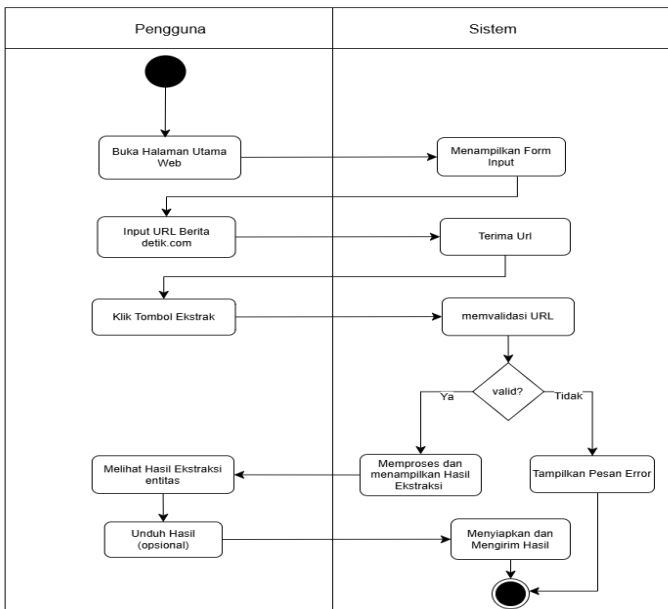 Pengguna
Sistem
Buka Halaman Utama
Web
Menampilkan Form
Input
Input URL Berita
detik.com
Terima Url
Klik Tombol Ekstrak
memvalidasi URL
valid?
Ya
Tidak
Melihat Hasil Ekstraksi
entitas
Memproses dan
menampilkan Hasil
Ekstraksi
Tampilkan Pesan Error
Unduh Hasil
(opsional)
Menyiapkan dan
Mengirim Hasil